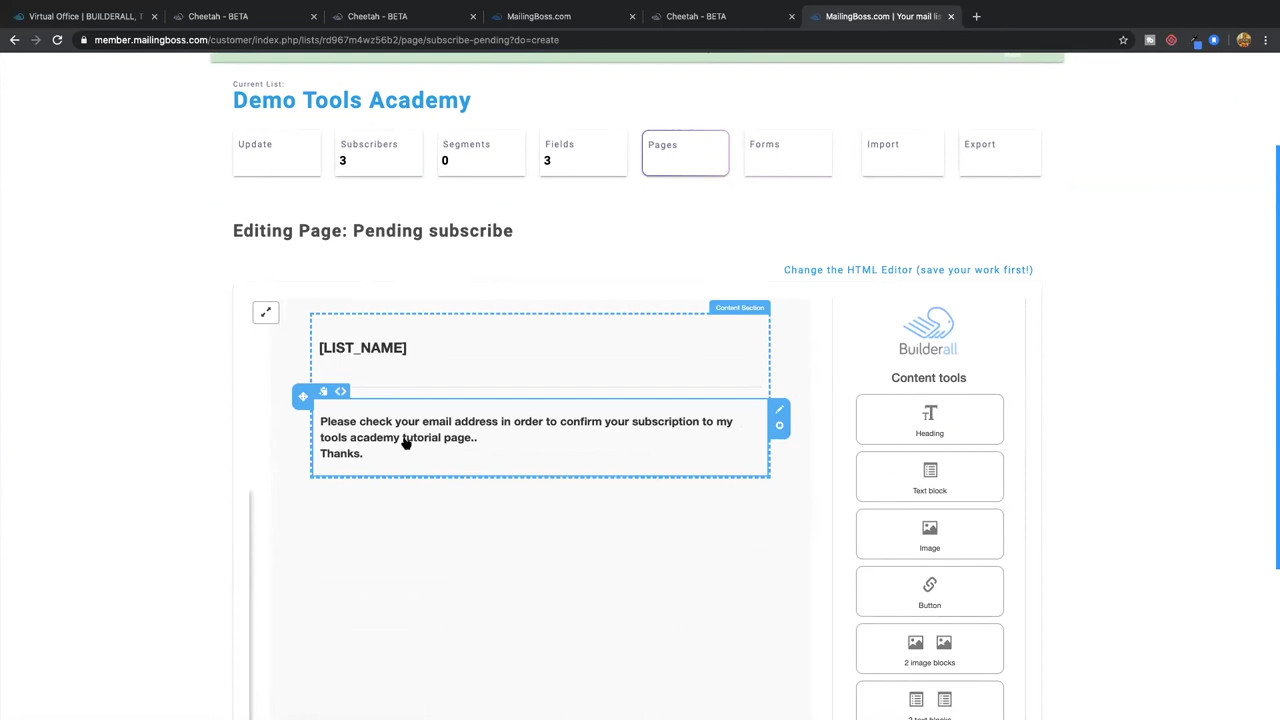 Virtual Office | BUILDERALL, T
Cheetah - BETA
Cheetah - BETA
MailingBoss.com
Cheetah - BETA
MailingBoss.com | Your mail lis
member.mailingboss.com/customer/index.php/lists/rd967m4wz56b2/page/subscribe-pending?do=create
Current List:
Demo Tools Academy
Update
Subscribers
3
Segments
0
Fields
3
Pages
Forms
Import
Export
Editing Page: Pending subscribe
Change the HTML Editor (save your work first!)
Content Section
[LIST_NAME]
Please check your email address in order to confirm your subscription to my
tools academy tutorial page..
Thanks.
Builderall
Content tools
Heading
Text block
Image
Button
2 image blocks
2 text blocks